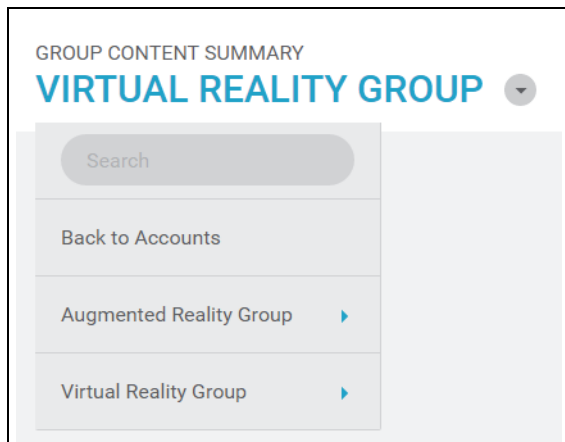 GROUP CONTENT SUMMARY
VIRTUAL REALITY GROUP
Search
Back to Accounts
Augmented Reality Group
Virtual Reality Group